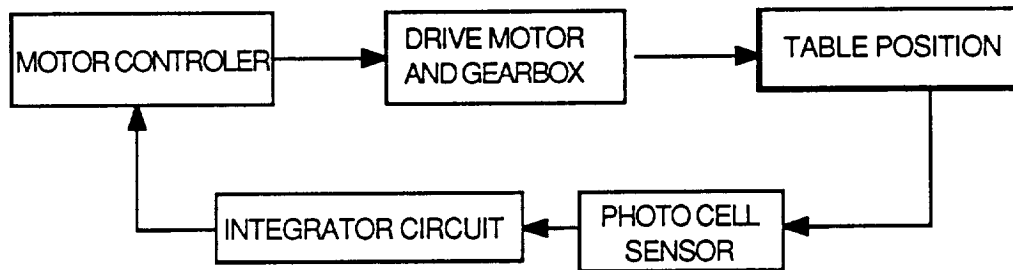 MOTOR CONTROLER
DRIVE MOTOR
AND GEARBOX
TABLE POSITION
INTEGRATOR CIRCUIT
PHOTO CELL
SENSOR